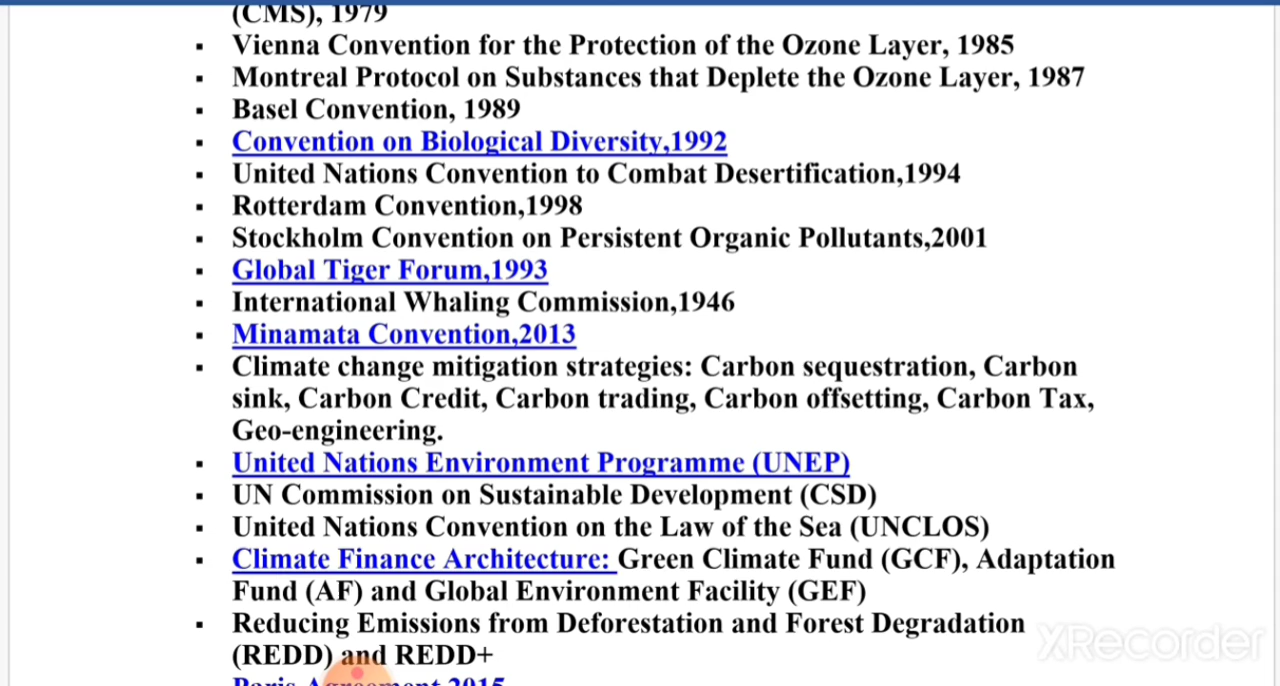 (CMS), 1979
▪ Vienna Convention for the Protection of the Ozone Layer, 1985
▪ Montreal Protocol on Substances that Deplete the Ozone Layer, 1987
▪ Basel Convention, 1989
▪ Convention on Biological Diversity,1992
▪ United Nations Convention to Combat Desertification,1994
▪ Rotterdam Convention,1998
▪ Stockholm Convention on Persistent Organic Pollutants,2001
▪ Global Tiger Forum,1993
▪ International Whaling Commission,1946
▪ Minamata Convention,2013
▪ Climate change mitigation strategies: Carbon sequestration, Carbon
sink, Carbon Credit, Carbon trading, Carbon offsetting, Carbon Tax,
Geo-engineering.
▪ United Nations Environment Programme (UNEP)
▪ UN Commission on Sustainable Development (CSD)
▪ United Nations Convention on the Law of the Sea (UNCLOS)
▪ Climate Finance Architecture: Green Climate Fund (GCF), Adaptation
Fund (AF) and Global Environment Facility (GEF)
▪ Reducing Emissions from Deforestation and Forest Degradation
(REDD) and REDD+
Paris Agreement 2015
XRecorder